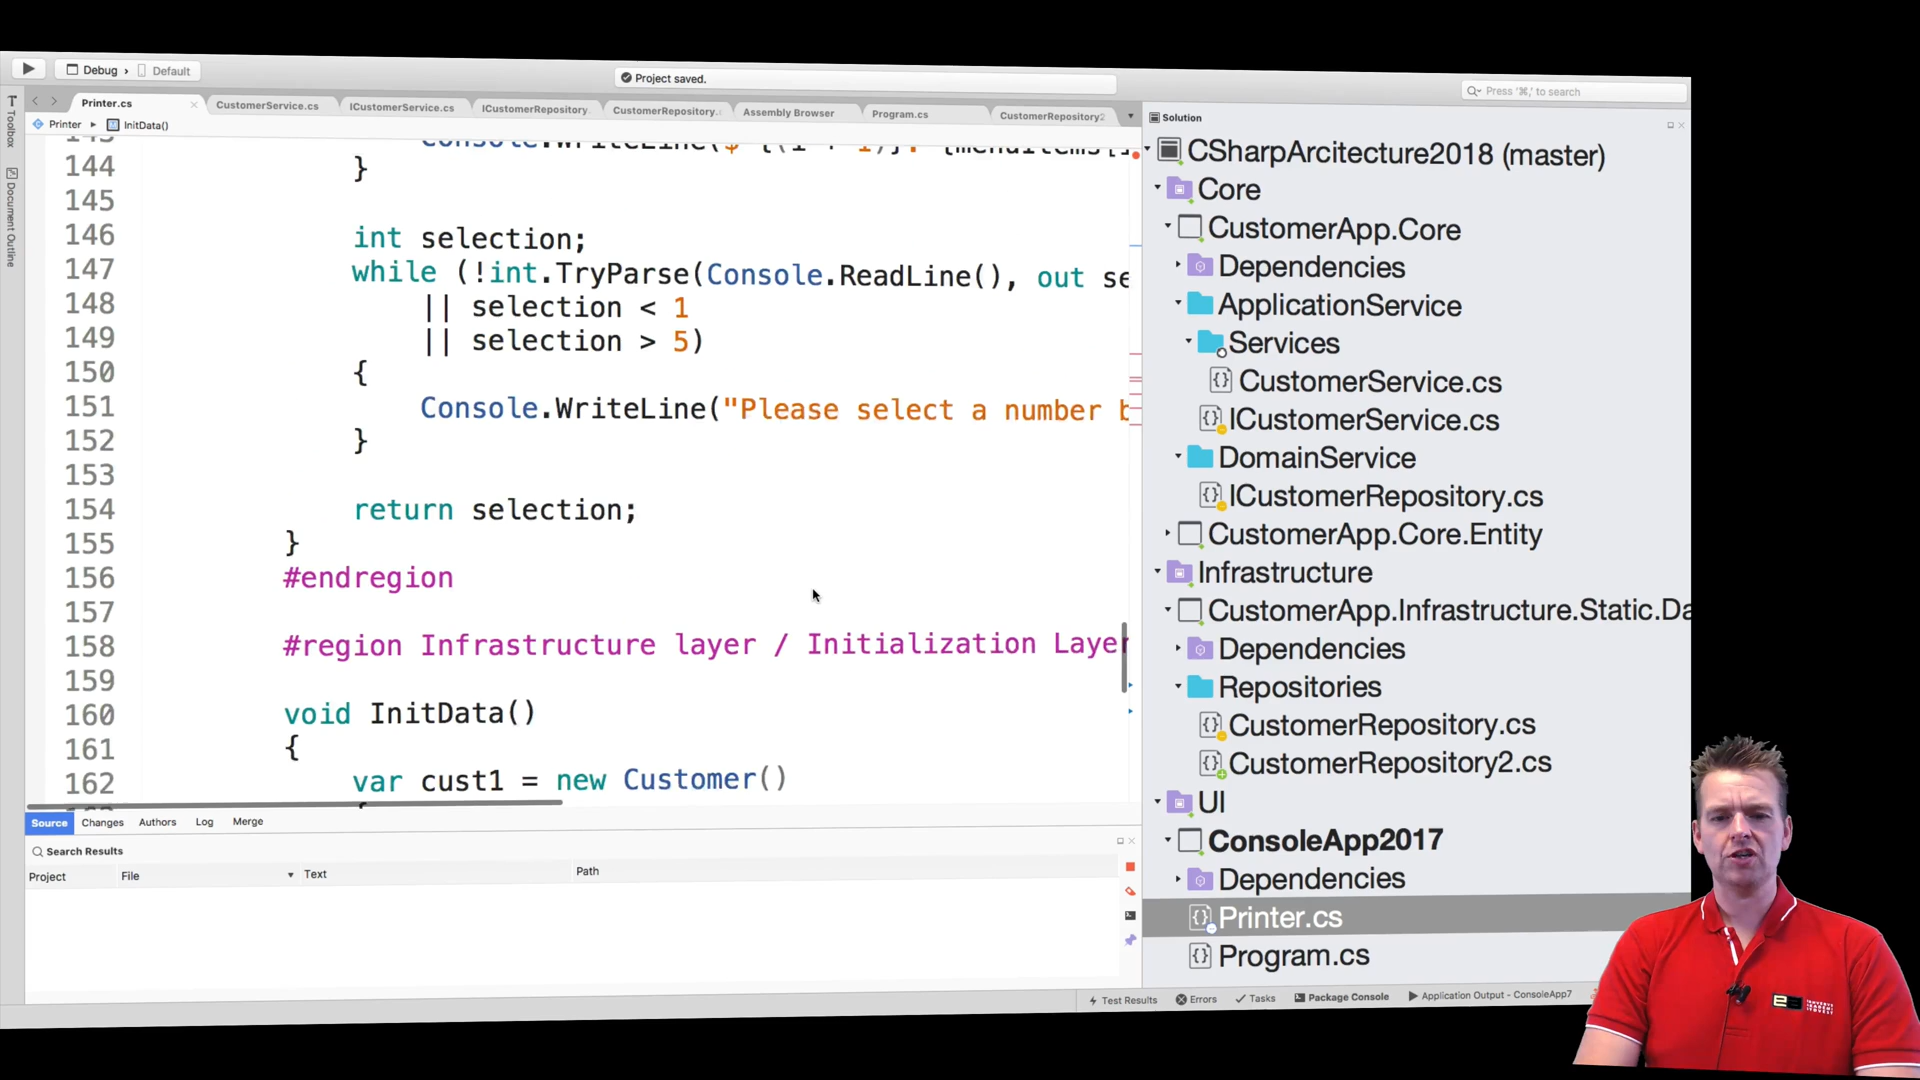 Debug › Default
Project saved.
Press '⌘,' to search
Toolbox
Document Outline
Printer.cs
CustomerService.cs
ICustomerService.cs
ICustomerRepository.
CustomerRepository.
Assembly Browser
Program.cs
CustomerRepository2
Printer
InitData()
144 }
145
146 int selection;
147 while (!int.TryParse(Console.ReadLine(), out se
148 || selection < 1
149 || selection > 5)
150 {
151 Console.WriteLine("Please select a number b
152 }
153
154 return selection;
155 }
156 #endregion
157
158 #region Infrastructure layer / Initialization Layer
159
160 void InitData()
161 {
162 var cust1 = new Customer()
Source Changes Authors Log Merge
Search Results
Project File Text Path
Solution
CSharpArcitecture2018 (master)
Core
CustomerApp.Core
Dependencies
ApplicationService
Services
CustomerService.cs
ICustomerService.cs
DomainService
ICustomerRepository.cs
CustomerApp.Core.Entity
Infrastructure
CustomerApp.Infrastructure.Static.Da
Dependencies
Repositories
CustomerRepository.cs
CustomerRepository2.cs
UI
ConsoleApp2017
Dependencies
Printer.cs
Program.cs
Test Results Errors Tasks Package Console Application Output - ConsoleApp7